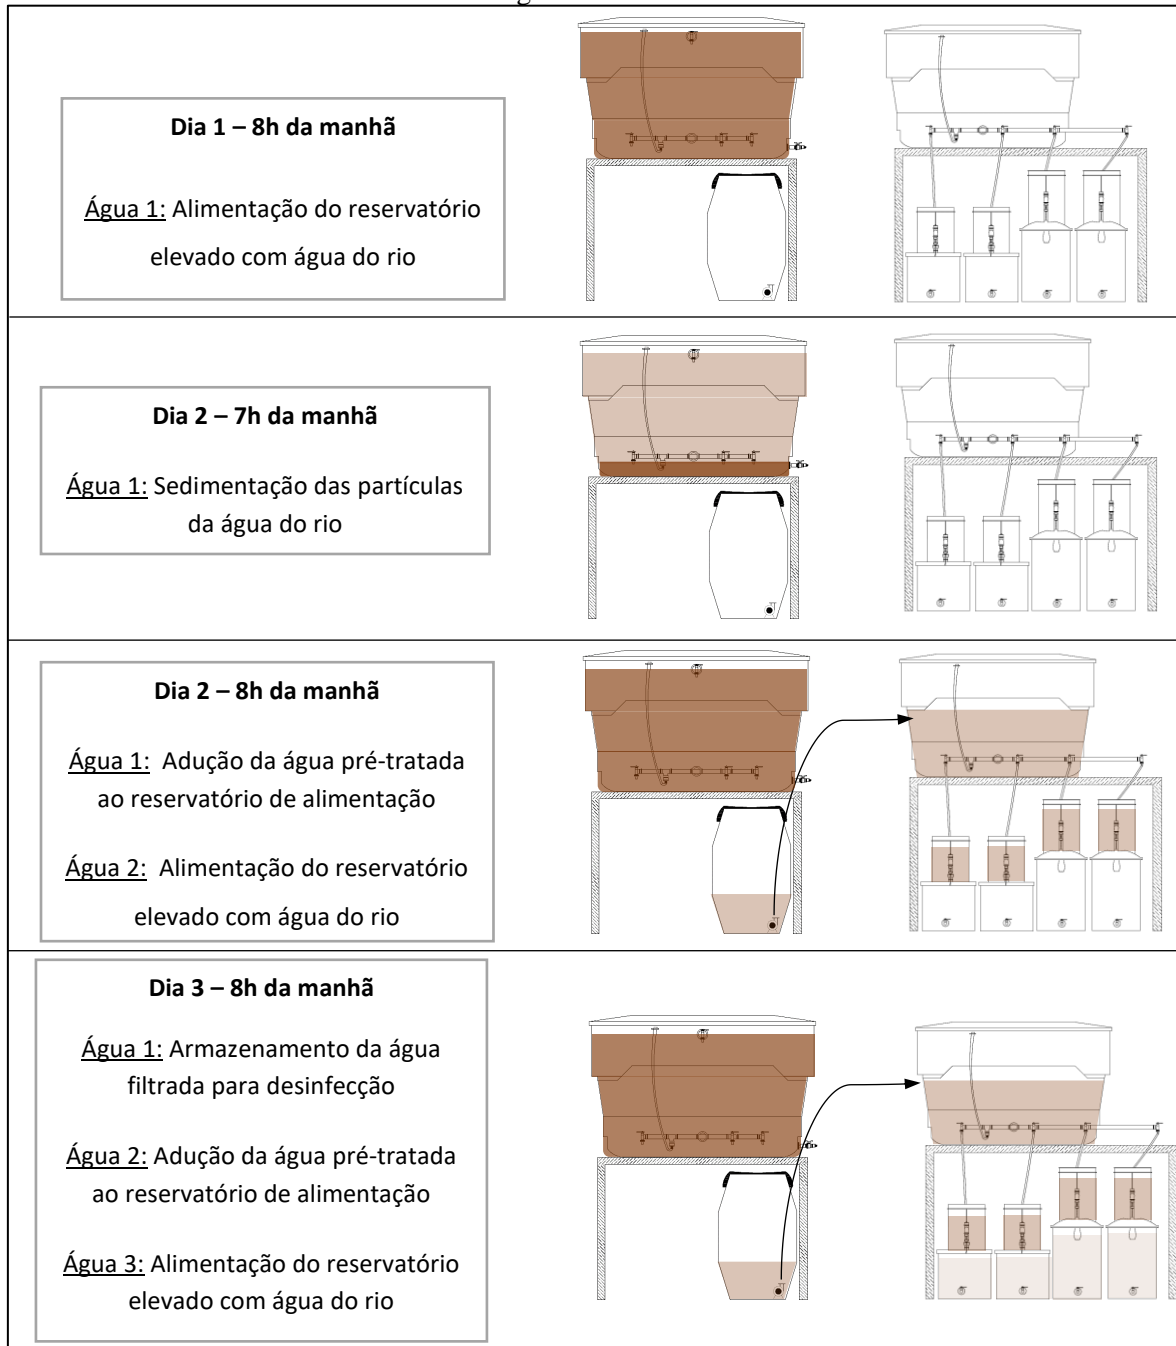 Dia 1 – 8h da manhã
Água 1: Alimentação do reservatório
elevado com água do rio
Dia 2 – 7h da manhã
Água 1: Sedimentação das partículas
da água do rio
Dia 2 – 8h da manhã
Água 1: Adução da água pré-tratada
ao reservatório de alimentação
Água 2: Alimentação do reservatório
elevado com água do rio
Dia 3 – 8h da manhã
Água 1: Armazenamento da água
filtrada para desinfecção
Água 2: Adução da água pré-tratada
ao reservatório de alimentação
Água 3: Alimentação do reservatório
elevado com água do rio